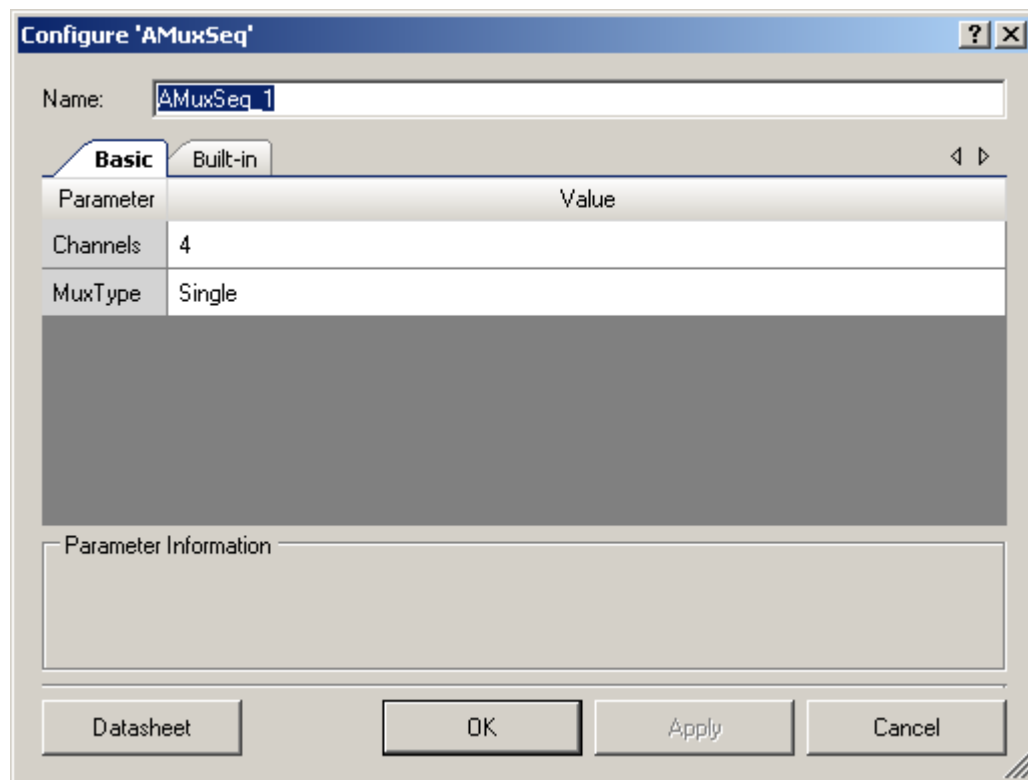 Configure 'AMuxSeq'
Name: AMuxSeq_1
Basic Built-in
Parameter Value
Channels 4
MuxType Single
Parameter Information
Datasheet OK Apply Cancel